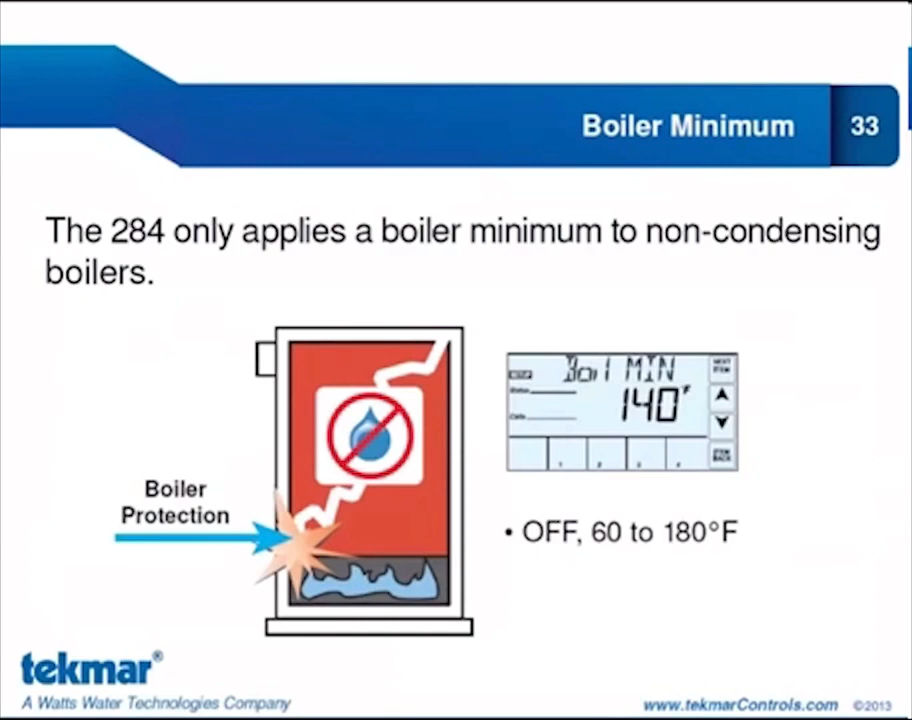 Boiler Minimum
33
The 284 only applies a boiler minimum to non-condensing
boilers.
Boil MIN
140°F
Boiler
Protection
• OFF, 60 to 180°F
tekmar®
A Watts Water Technologies Company
www.tekmarControls.com ©2013